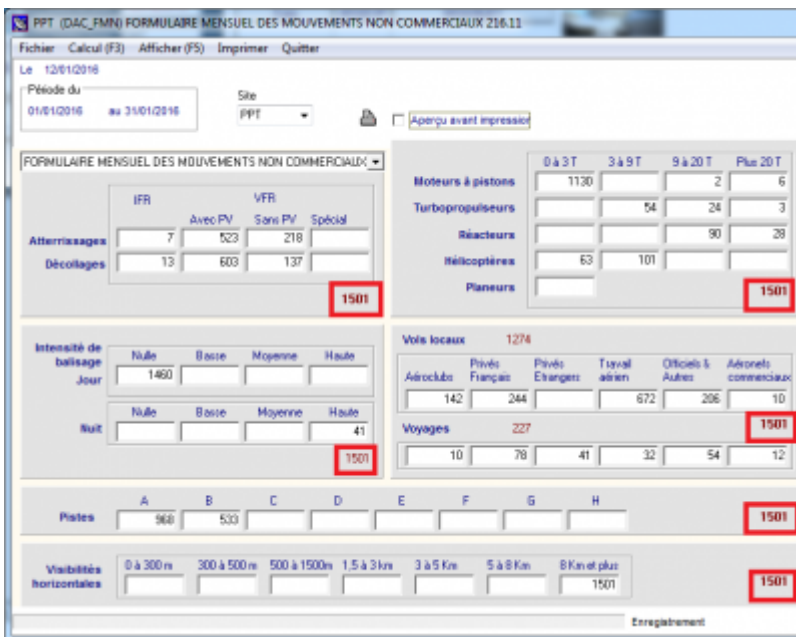 PPT (DAC_FMN) FORMULAIRE MENSUEL DES MOUVEMENTS NON COMMERCIAUX 216.11
Fichier Calcul (F3) Afficher (F5) Imprimer Quitter
Le 12/01/2016
Période du
01/01/2016 au 31/01/2016
Site
PPT
Aperçu avant impression
FORMULAIRE MENSUEL DES MOUVEMENTS NON COMMERCIAUX
IFR VFR
Avec PV Sans PV Spécial
Atterrissages 7 523 218
Décollages 13 603 137
1501
0 à 3 T 3 à 9 T 9 à 20 T Plus 20 T
Moteurs à pistons 1130 2 6
Turbopropulseurs 54 24 3
Réacteurs 90 28
Hélicoptères 63 101
Planeurs
1501
Intensité de balisage
Jour
Nulle Basse Moyenne Haute
1460
Nuit
Nulle Basse Moyenne Haute
41
1501
Vols locaux 1274
Aéroclubs Privés Français Privés Etrangers Travail aérien Officiels & Autres Aéronefs commerciaux
142 244 672 206 10
1501
Voyages 227
10 78 41 32 54 12
A B C D E F G H
Pistes 968 533
1501
Visibilités horizontales
0 à 300 m 300 à 500 m 500 à 1500m 1,5 à 3 km 3 à 5 Km 5 à 8 Km 8 Km et plus
1501
1501
Enregistrement